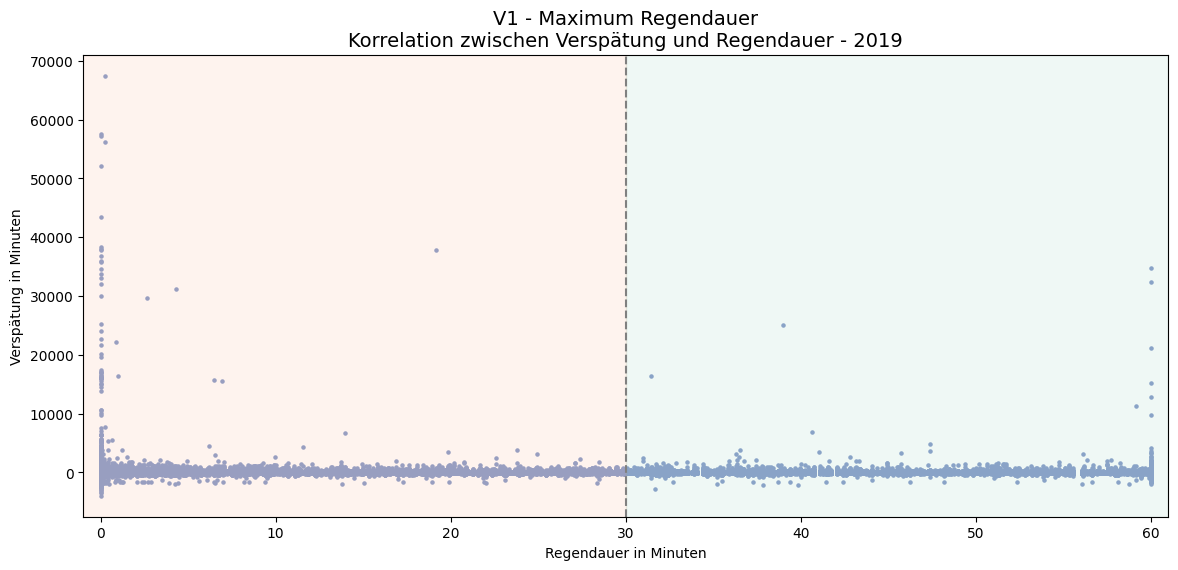 V1 - Maximum Regendauer
Korrelation zwischen Verspätung und Regendauer - 2019
70000
60000
50000
40000
30000
20000
10000
0
Verspätung in Minuten
0 10 20 30 40 50 60
Regendauer in Minuten